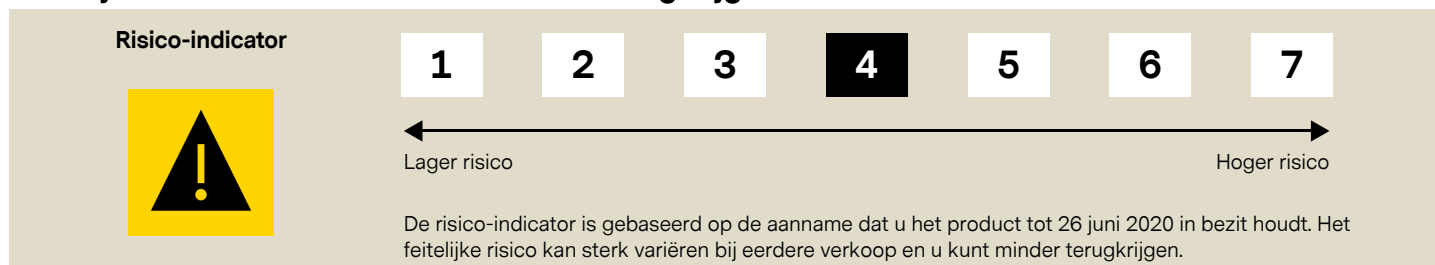 Risico-indicator
1 2 3 4 5 6 7
Lager risico Hoger risico
De risico-indicator is gebaseerd op de aanname dat u het product tot 26 juni 2020 in bezit houdt. Het
feitelijke risico kan sterk variëren bij eerdere verkoop en u kunt minder terugkrijgen.